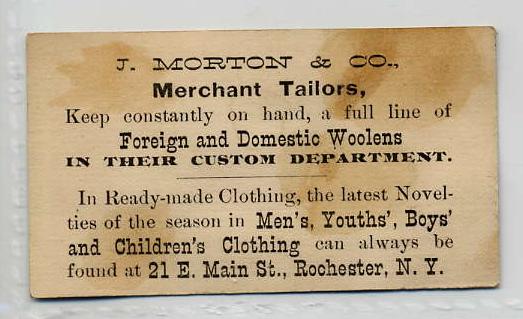 J. MORTON & CO.,
Merchant Tailors,
Keep constantly on hand, a full line of
Foreign and Domestic Woolens
IN THEIR CUSTOM DEPARTMENT.
In Ready-made Clothing, the latest Novel-
ties of the season in Men's, Youths', Boys'
and Children's Clothing can always be
found at 21 E. Main St., Rochester, N. Y.